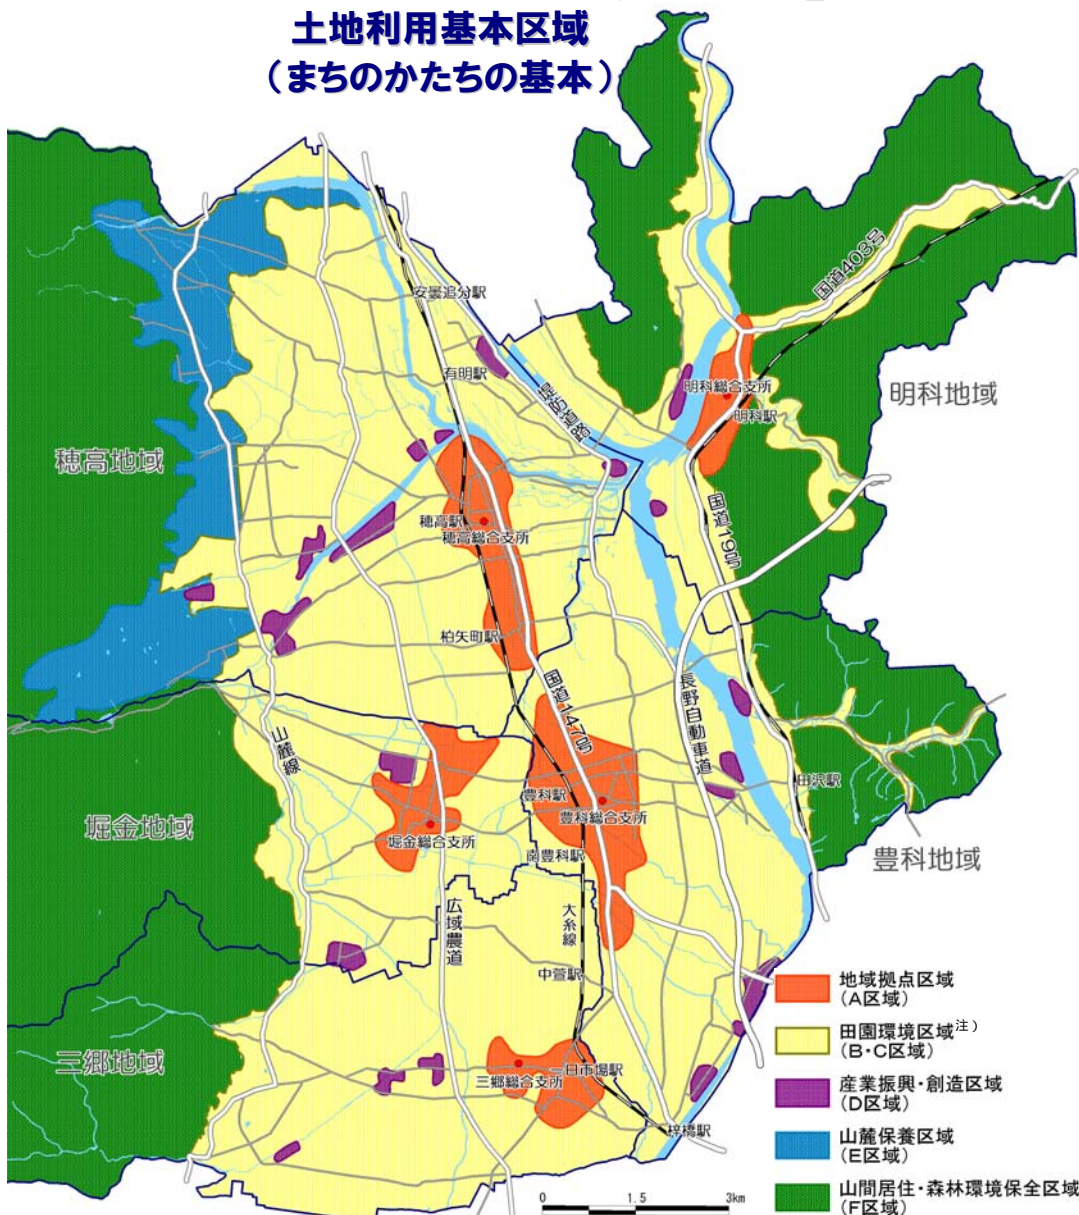 土地利用基本区域
（まちのかたちの基本）
国道403号
安曇追分駅
有明駅
堤防道路
明科総合支所
明科駅
明科地域
穂高地域
穂高駅
穂高総合支所
国道19号
柏矢町駅
国道147号
長野自動車道
山麓線
田沢駅
豊科駅
豊科総合支所
堀金地域
堀金総合支所
南豊科駅
豊科地域
広域農道
大糸線
中萱駅
三郷地域
三郷総合支所
一日市場駅
梓橋駅
地域拠点区域
（A区域）
田園環境区域注）
（B・C区域）
産業振興・創造区域
（D区域）
山麓保養区域
（E区域）
山間居住・森林環境保全区域
（F区域）
0 1.5 3km